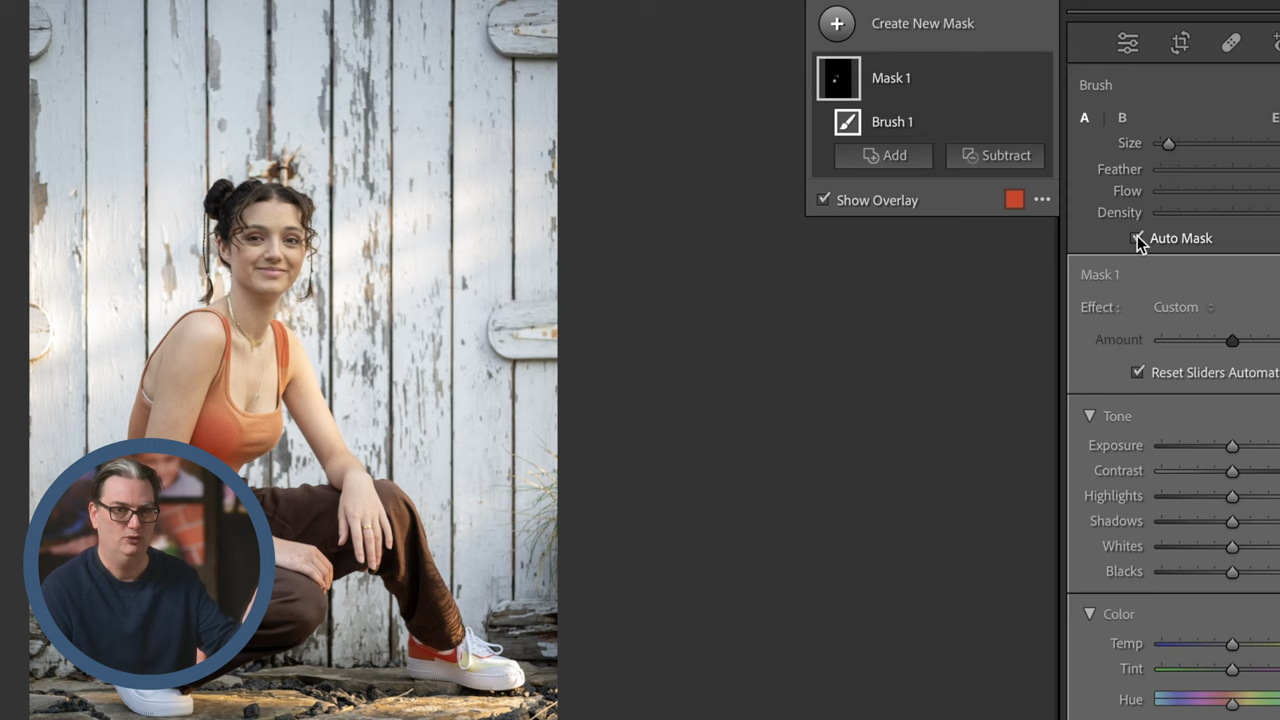 Create New Mask
Mask 1
Brush 1
Add
Subtract
Show Overlay
Brush
A
B
E
Size
Feather
Flow
Density
Auto Mask
Mask 1
Effect :
Custom
Amount
Reset Sliders Automat
Tone
Exposure
Contrast
Highlights
Shadows
Whites
Blacks
Color
Temp
Tint
Hue